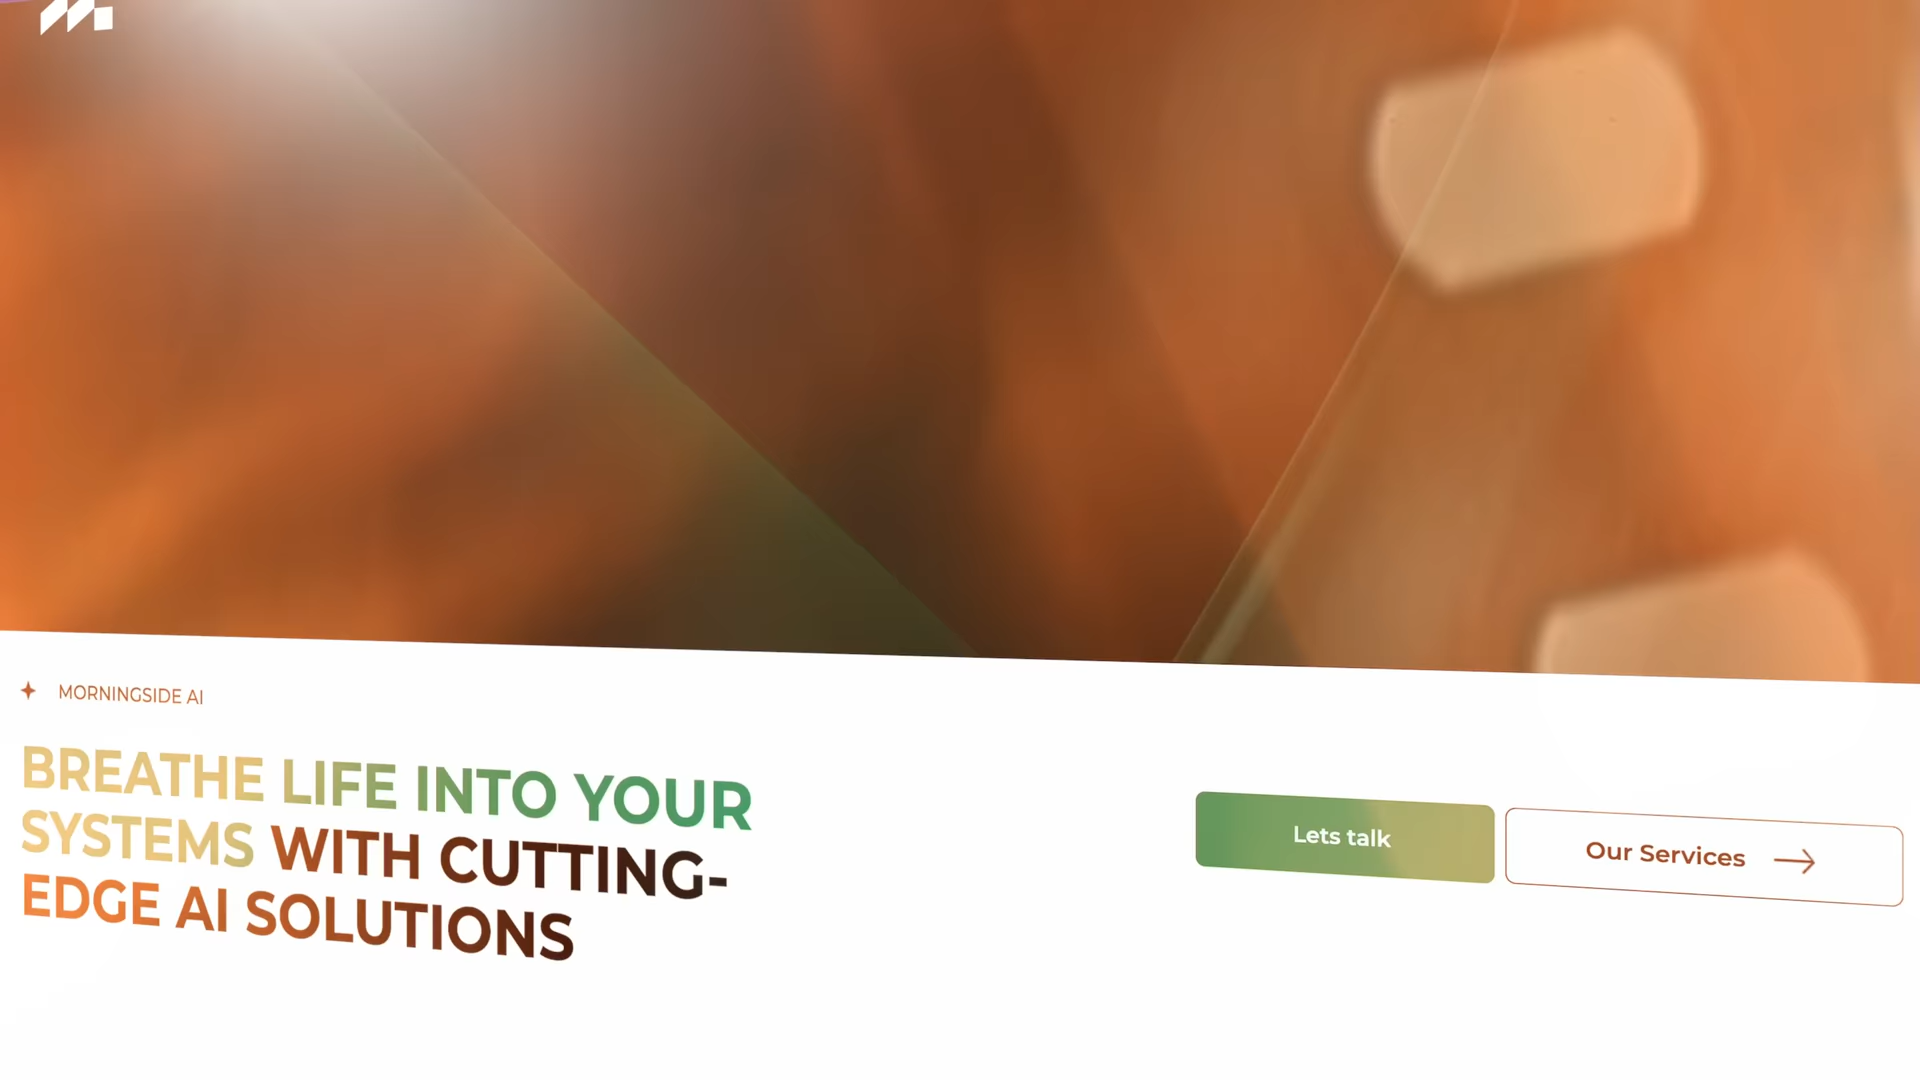 MORNINGSIDE AI
BREATHE LIFE INTO YOUR
SYSTEMS WITH CUTTING-
EDGE AI SOLUTIONS
Lets talk
Our Services